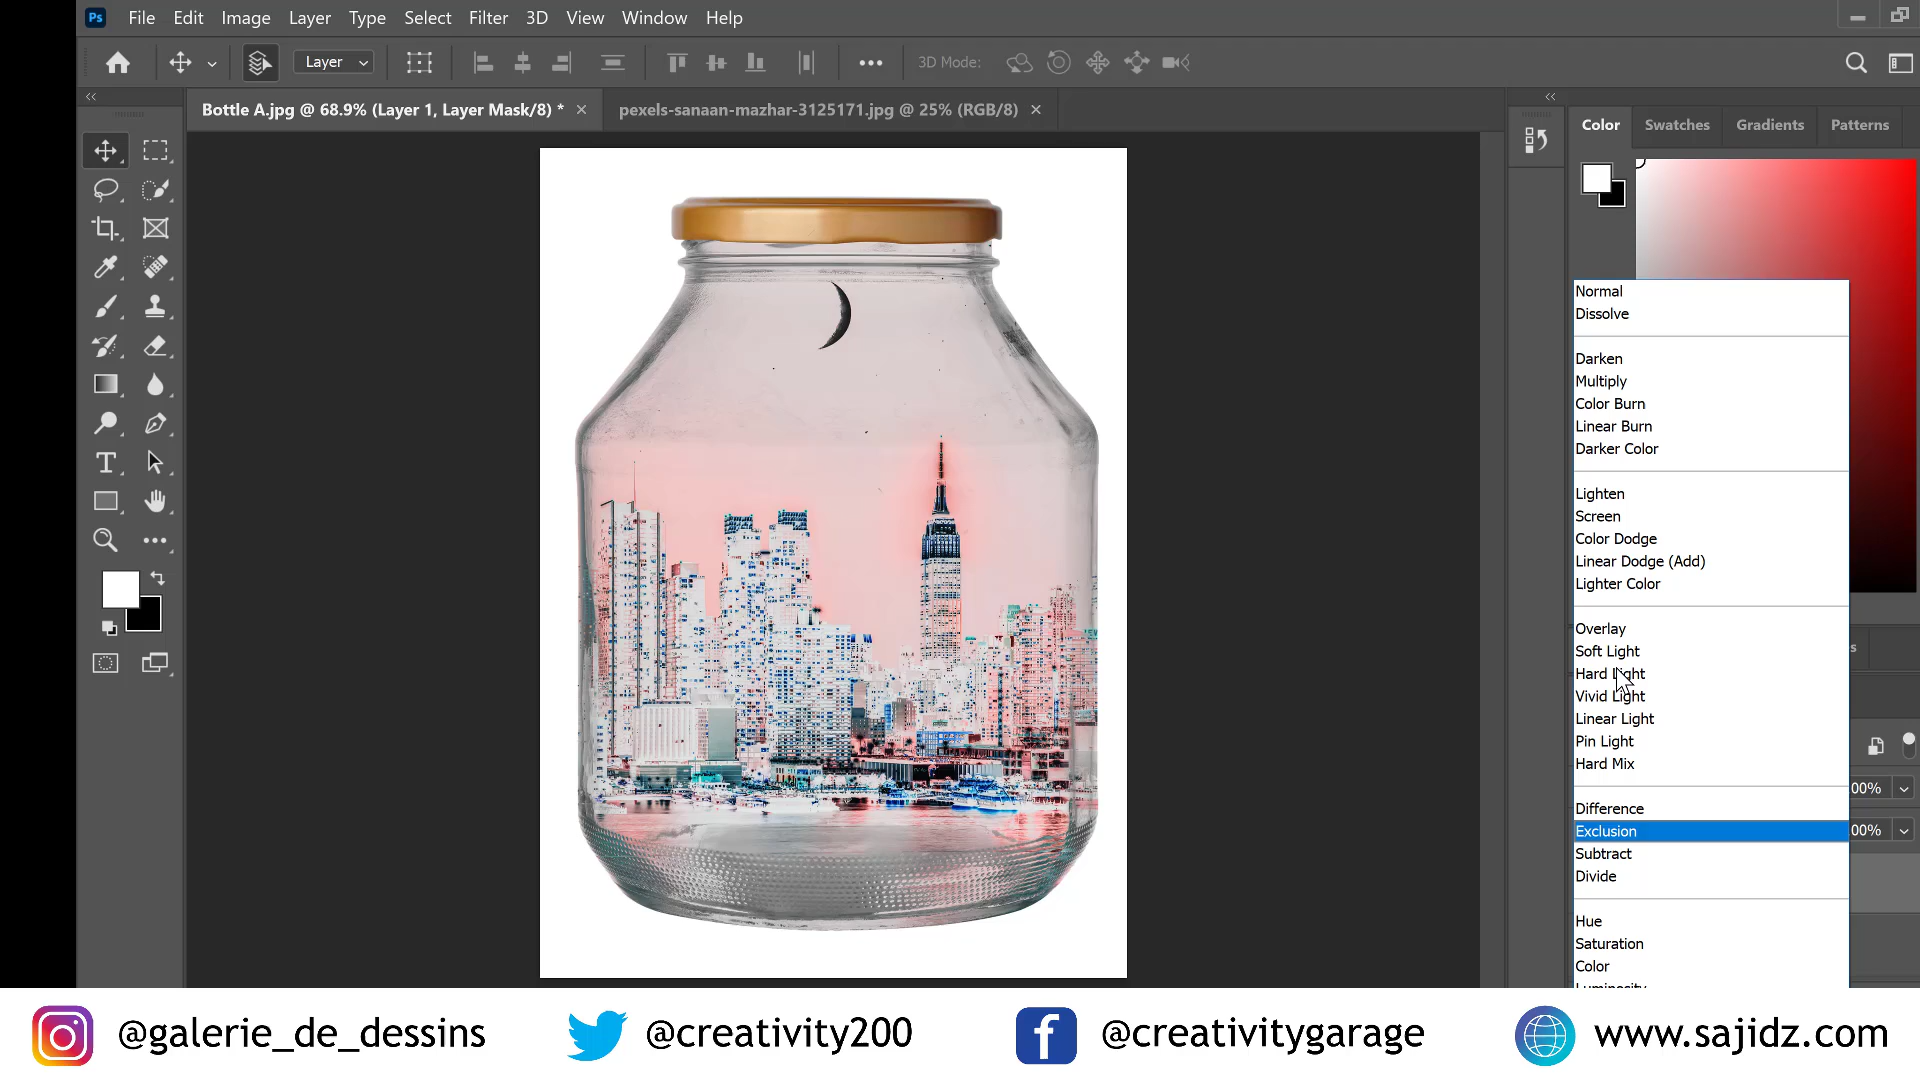 Ps File Edit Image Layer Type Select Filter 3D View Window Help
Layer 3D Mode:
Bottle A.jpg @ 68.9% (Layer 1, Layer Mask/8) * × pexels-sanaan-mazhar-3125171.jpg @ 25% (RGB/8) ×
Color Swatches Gradients Patterns
Normal
Dissolve
Darken
Multiply
Color Burn
Linear Burn
Darker Color
Lighten
Screen
Color Dodge
Linear Dodge (Add)
Lighter Color
Overlay
Soft Light
Hard Light
Vivid Light
Linear Light
Pin Light
Hard Mix
00%
Difference
Exclusion
00%
Subtract
Divide
Hue
Saturation
Color
Luminosity
@galerie_de_dessins @creativity200 @creativitygarage www.sajidz.com